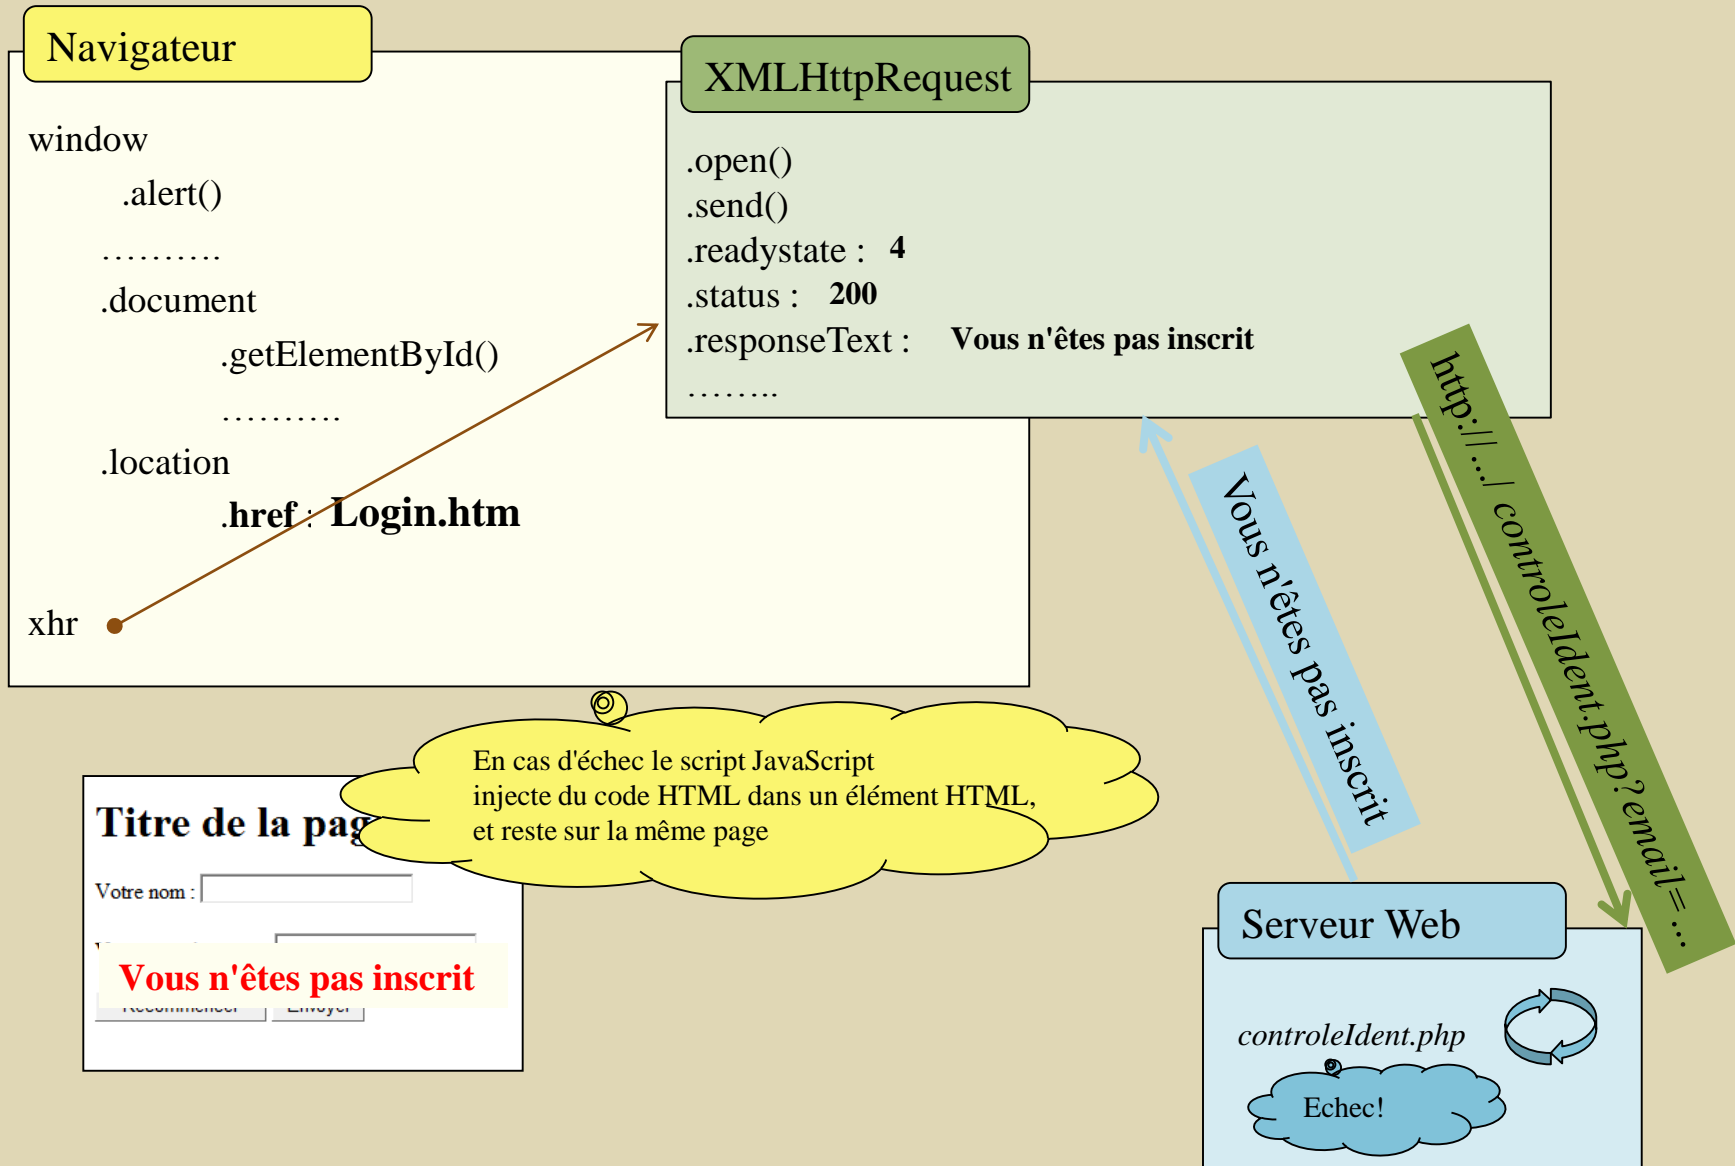 Navigateur
window
.alert()
..........
.document
.getElementById()
..........
.location
.href : Login.htm
xhr
XMLHttpRequest
.open()
.send()
.readystate : 4
.status : 200
.responseText : Vous n'êtes pas inscrit
........
http://.../ controleIdent.php?email=...
Vous n'êtes pas inscrit
En cas d'échec le script JavaScript
injecte du code HTML dans un élément HTML,
et reste sur la même page
Titre de la pag
Votre nom :
Vous n'êtes pas inscrit
Recommencer Envoyer
Serveur Web
controleIdent.php
Echec!